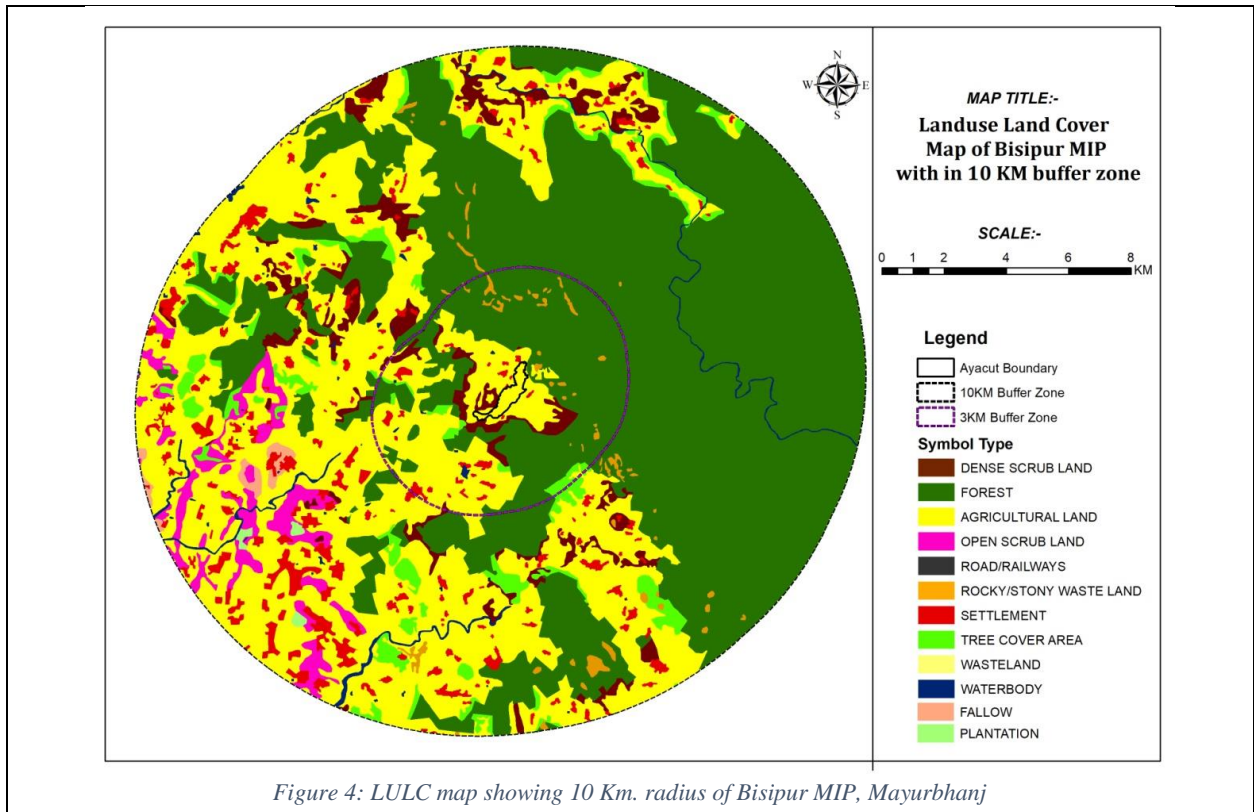 N
W E
S
MAP TITLE:-
Landuse Land Cover
Map of Bisipur MIP
with in 10 KM buffer zone
SCALE:-
0 1 2 4 6 8
KM
Legend
Ayacut Boundary
10KM Buffer Zone
3KM Buffer Zone
Symbol Type
DENSE SCRUB LAND
FOREST
AGRICULTURAL LAND
OPEN SCRUB LAND
ROAD/RAILWAYS
ROCKY/STONY WASTE LAND
SETTLEMENT
TREE COVER AREA
WASTELAND
WATERBODY
FALLOW
PLANTATION
Figure 4: LULC map showing 10 Km. radius of Bisipur MIP, Mayurbhanj